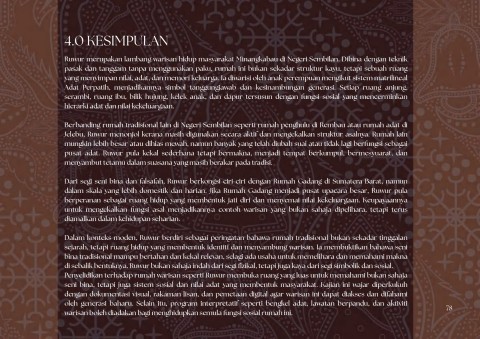 4.0 KESIMPULAN
Ruwur merupakan lambang warisan hidup masyarakat Minangkabau di Negeri Sembilan. Dibina dengan teknik
pasak dan tanggam tanpa menggunakan paku, rumah ini bukan sekadar struktur kayu, tetapi sebuah ruang
yang menyimpan nilai, adat, dan memori keluarga. Ia diwarisi oleh anak perempuan mengikut sistem matrilineal
Adat Perpatih, menjadikannya simbol tanggungjawab dan kesinambungan generasi. Setiap ruang anjung,
serambi, ruang ibu, bilik, hujung, kelek anak, dan dapur tersusun dengan fungsi sosial yang mencerminkan
hierarki adat dan nilai kekeluargaan.
Berbanding rumah tradisional lain di Negeri Sembilan seperti rumah penghulu di Rembau atau rumah adat di
Jelebu, Ruwur menonjol kerana masih digunakan secara aktif dan mengekalkan struktur asalnya. Rumah lain
mungkin lebih besar atau dihias mewah, namun banyak yang telah diubah suai atau tidak lagi berfungsi sebagai
pusat adat. Ruwur pula kekal sederhana tetapi bermakna, menjadi tempat berkumpul, bermesyuarat, dan
menyambut tetamu dalam suasana yang masih berakar pada tradisi.
Dari segi seni bina dan falsafah, Ruwur berkongsi ciri-ciri dengan Rumah Gadang di Sumatera Barat, namun
dalam skala yang lebih domestik dan harian. Jika Rumah Gadang menjadi pusat upacara besar, Ruwur pula
berperanan sebagai ruang hidup yang membentuk jati diri dan menyemai nilai kekeluargaan. Keupayaannya
untuk mengekalkan fungsi asal menjadikannya contoh warisan yang bukan sahaja dipelihara, tetapi terus
diamalkan dalam kehidupan seharian.
Dalam konteks moden, Ruwur berdiri sebagai peringatan bahawa rumah tradisional bukan sekadar tinggalan
sejarah, tetapi ruang hidup yang membentuk identiti dan menyambung warisan. Ia membuktikan bahawa seni
bina tradisional mampu bertahan dan kekal relevan, selagi ada usaha untuk memelihara dan memahami makna
di sebalik bentuknya. Ruwur bukan sahaja indah dari segi fizikal, tetapi juga kaya dari segi simbolik dan sosial.
Penyelidikan terhadap rumah warisan seperti Ruwur membuka ruang yang luas untuk memahami bukan sahaja
seni bina, tetapi juga sistem sosial dan nilai adat yang membentuk masyarakat. Kajian ini wajar diperkukuh
dengan dokumentasi visual, rakaman lisan, dan pemetaan digital agar warisan ini dapat diakses dan difahami
oleh generasi baharu. Selain itu, program interpretatif seperti bengkel adat, lawatan berpandu, dan aktiviti
warisan boleh diadakan bagi menghidupkan semula fungsi sosial rumah ini.
78